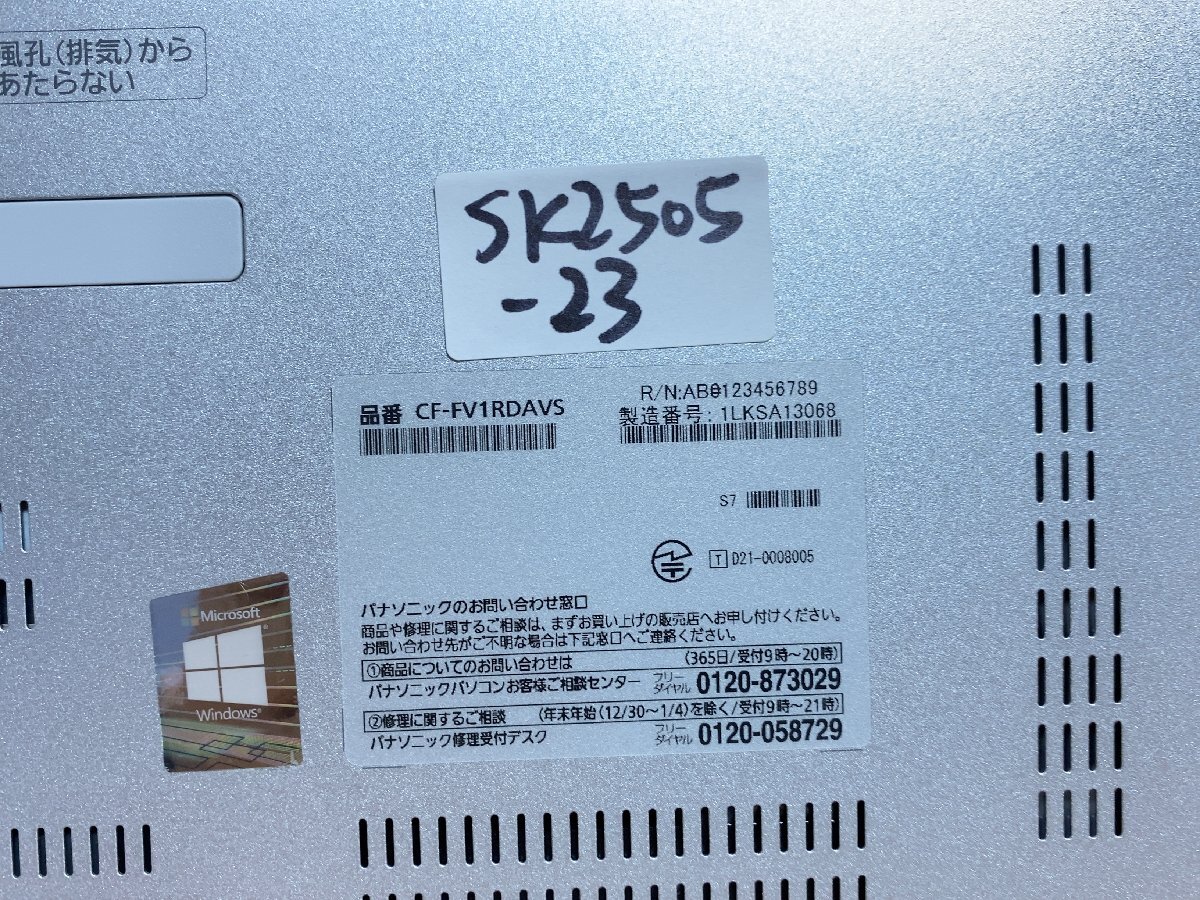 風孔(排気)から
あたらない
SK2505
-23
品番 CF-FV1RDAVS
R/N:AB0123456789
製造番号: 1LKSA13068
S7
T D21-0008005
パナソニックのお問い合わせ窓口
商品や修理に関するご相談は、まずお買い上げの販売店へお申し付けください。
お問い合わせ先がご不明な場合は下記窓口へご連絡ください。
①商品についてのお問い合わせは (365日/受付9時～20時)
パナソニックパソコンお客様ご相談センター フリーダイヤル 0120-873029
②修理に関するご相談 (年末年始(12/30～1/4)を除く/受付9時～21時)
パナソニック修理受付デスク フリーダイヤル 0120-058729
Microsoft
Windows®